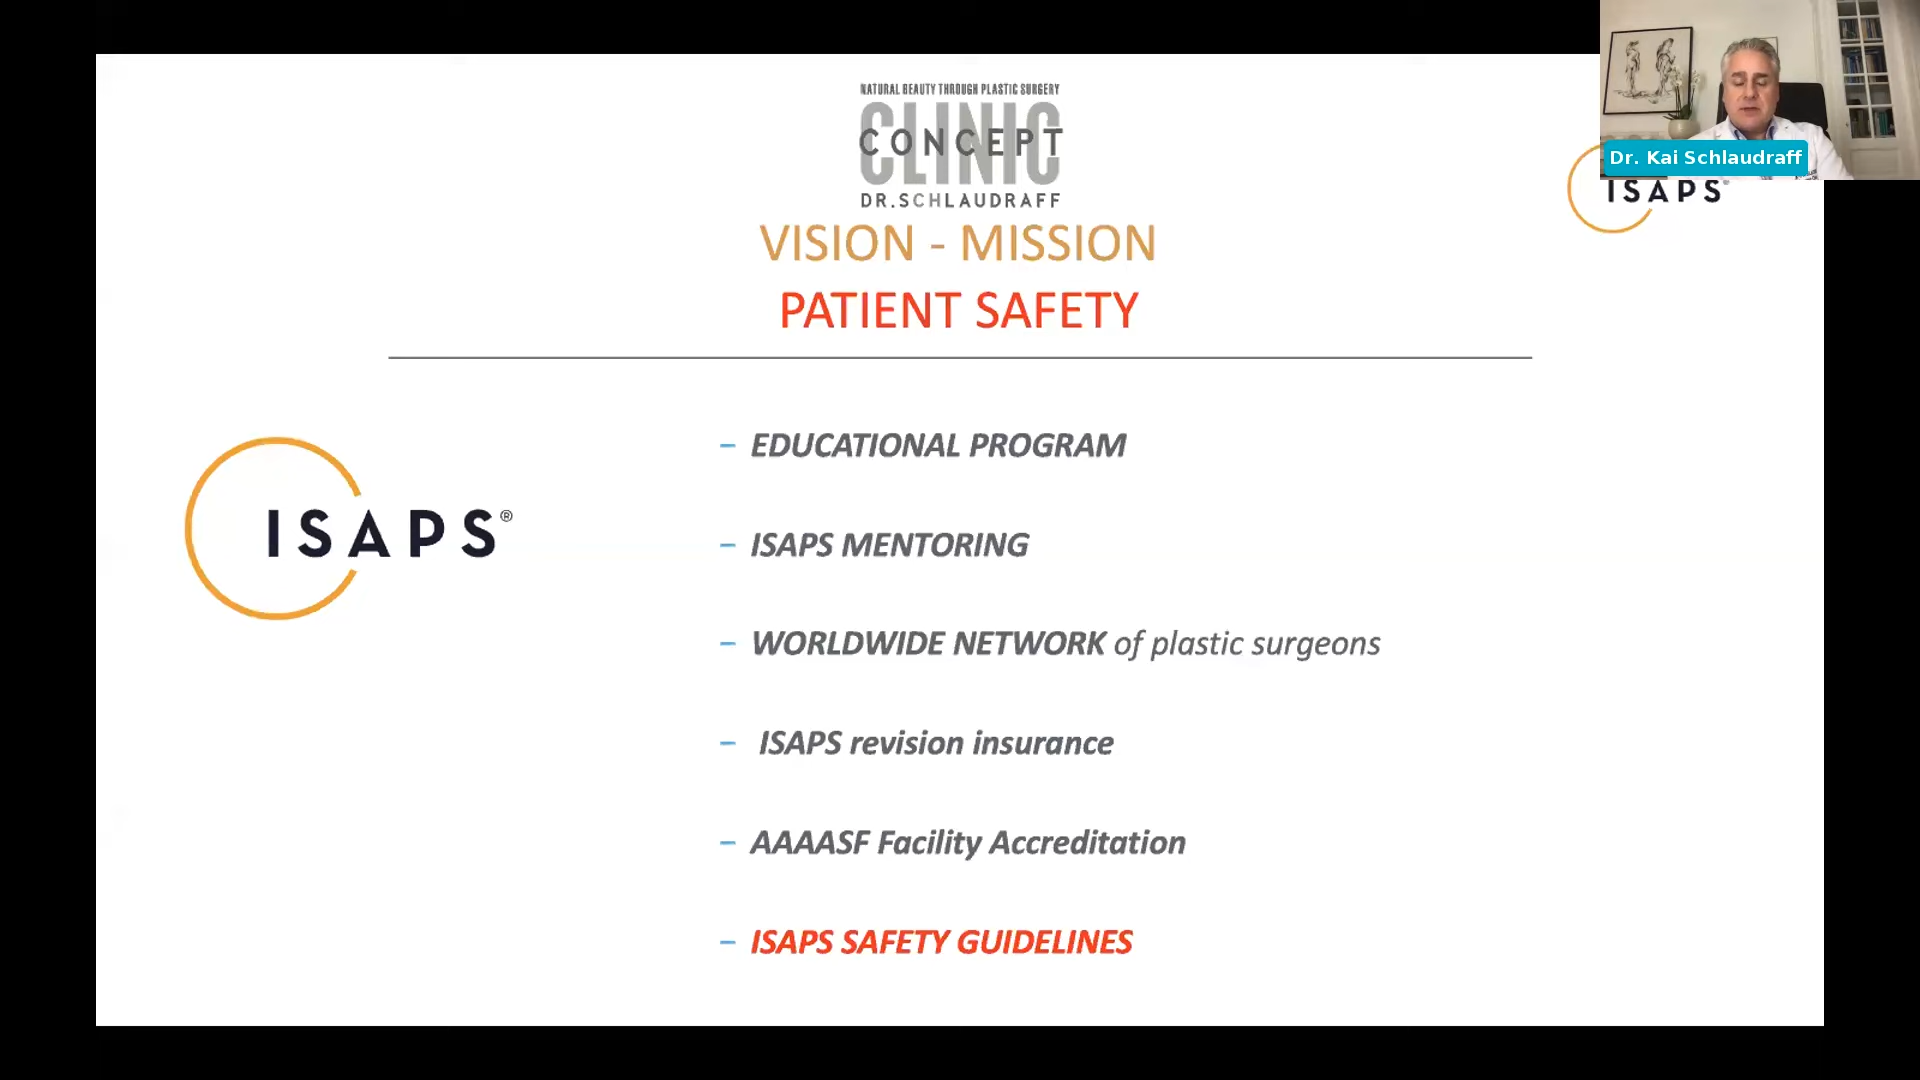 NATURAL BEAUTY THROUGH PLASTIC SURGERY
CLINIC
CONCEPT
DR.SCHLAUDRAFF
Dr. Kai Schlaudraff
ISAPS
VISION - MISSION
PATIENT SAFETY
ISAPS®
– EDUCATIONAL PROGRAM
– ISAPS MENTORING
– WORLDWIDE NETWORK of plastic surgeons
– ISAPS revision insurance
– AAAASF Facility Accreditation
– ISAPS SAFETY GUIDELINES